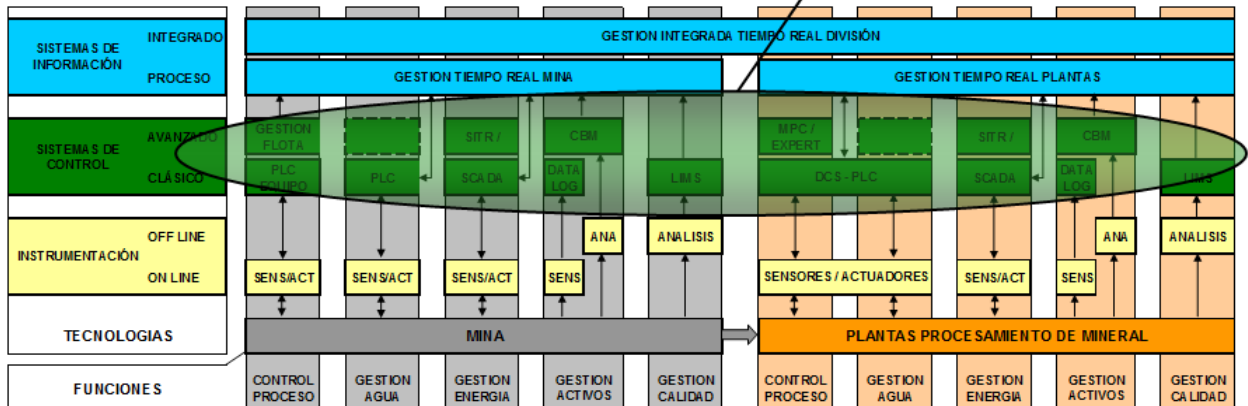 SISTEMAS DE
INFORMACIÓN
INTEGRADO
PROCESO
GESTION INTEGRADA TIEMPO REAL DIVISIÓN
GESTION TIEMPO REAL MINA
GESTION TIEMPO REAL PLANTAS
SISTEMAS DE
CONTROL
AVANZADO
CLÁSICO
GESTION
FLOTA
SITR /
CBM
MPC /
EXPERT
SITR /
CBM
PLC
EQUIPO
PLC
SCADA
DATA
LOG
LIMS
DCS - PLC
SCADA
DATA
LOG
LIMS
INSTRUMENTACIÓN
OFF LINE
ON LINE
ANA
ANALISIS
ANA
ANALISIS
SENS/ACT
SENS/ACT
SENS/ACT
SENS
SENSORES / ACTUADORES
SENS/ACT
SENS
TECNOLOGIAS
MINA
PLANTAS PROCESAMIENTO DE MINERAL
FUNCIONES
CONTROL
PROCESO
GESTION
AGUA
GESTION
ENERGIA
GESTION
ACTIVOS
GESTION
CALIDAD
CONTROL
PROCESO
GESTION
AGUA
GESTION
ENERGIA
GESTION
ACTIVOS
GESTION
CALIDAD